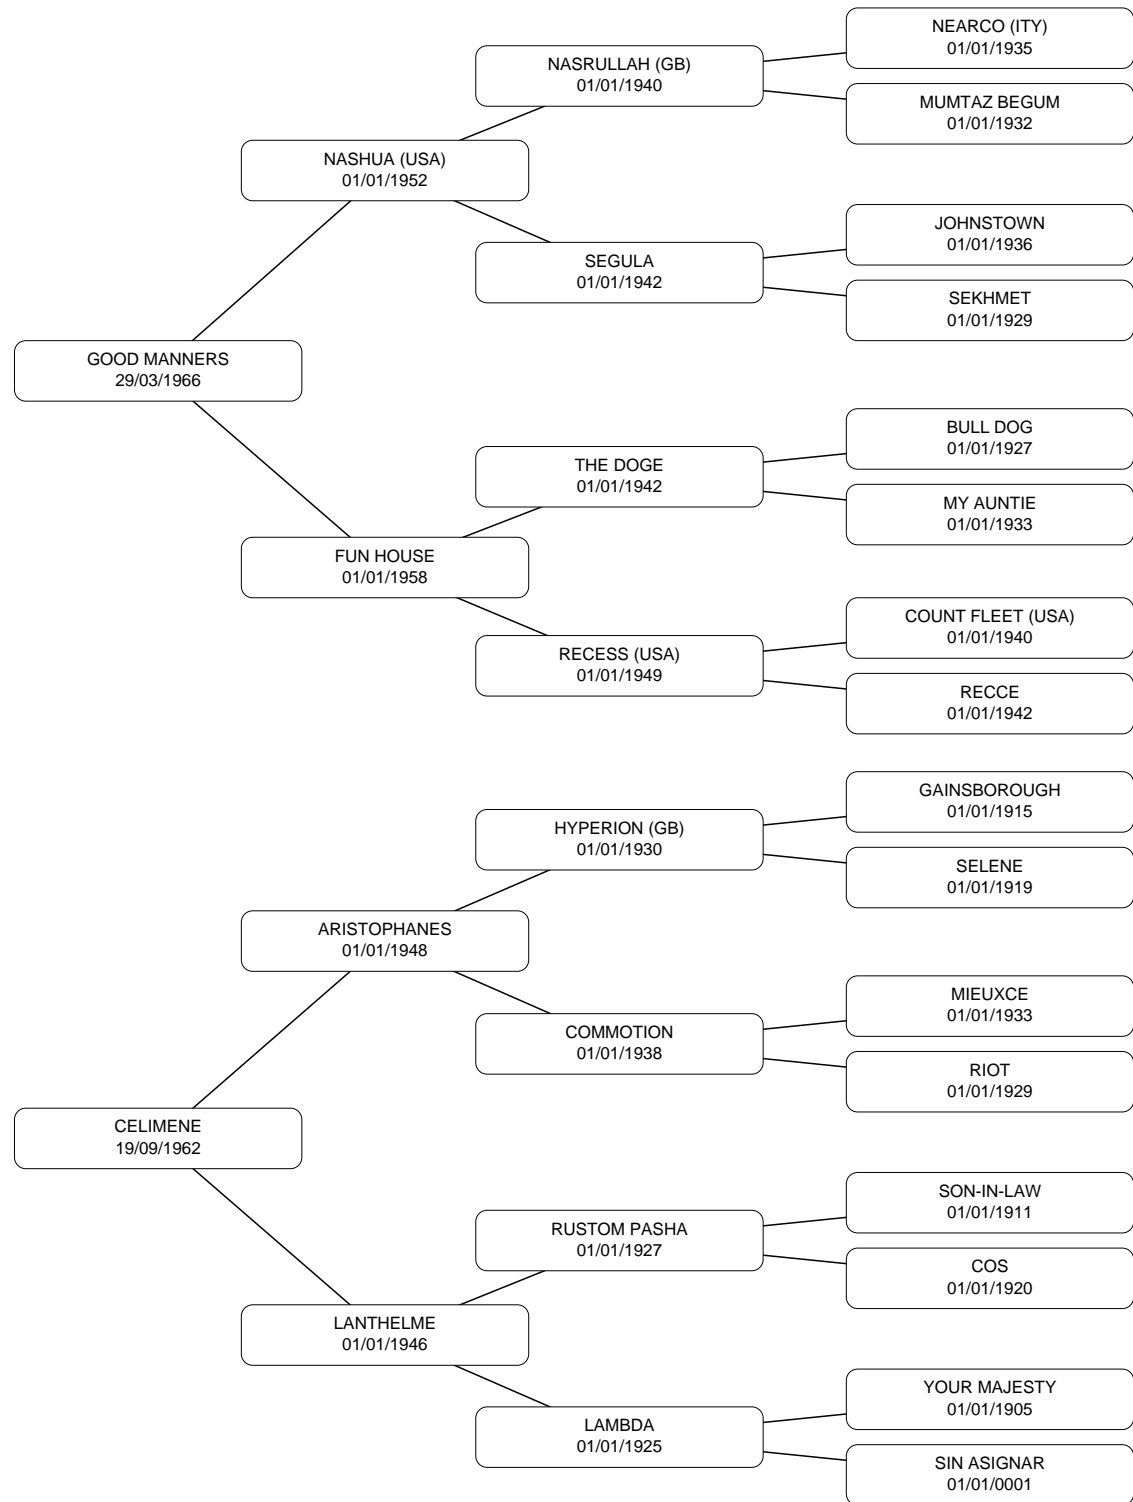 NEARCO (ITY)
01/01/1935
NASRULLAH (GB)
01/01/1940
MUMTAZ BEGUM
01/01/1932
NASHUA (USA)
01/01/1952
JOHNSTOWN
01/01/1936
SEGULA
01/01/1942
SEKHMET
01/01/1929
GOOD MANNERS
29/03/1966
BULL DOG
01/01/1927
THE DOGE
01/01/1942
MY AUNTIE
01/01/1933
FUN HOUSE
01/01/1958
COUNT FLEET (USA)
01/01/1940
RECESS (USA)
01/01/1949
RECCE
01/01/1942
GAINSBOROUGH
01/01/1915
HYPERION (GB)
01/01/1930
SELENE
01/01/1919
ARISTOPHANES
01/01/1948
MIEUXCE
01/01/1933
COMMOTION
01/01/1938
RIOT
01/01/1929
CELIMENE
19/09/1962
SON-IN-LAW
01/01/1911
RUSTOM PASHA
01/01/1927
COS
01/01/1920
LANTHELME
01/01/1946
YOUR MAJESTY
01/01/1905
LAMBDA
01/01/1925
SIN ASIGNAR
01/01/0001